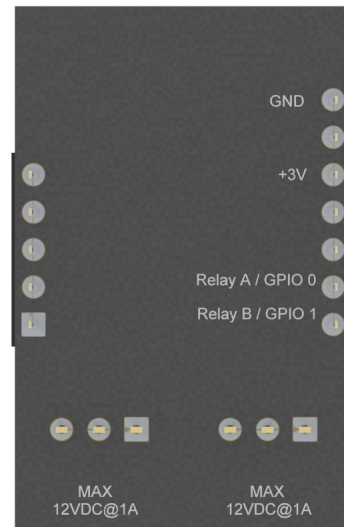 GND
+3V
Relay A / GPIO 0
Relay B / GPIO 1
MAX
12VDC@1A
MAX
12VDC@1A